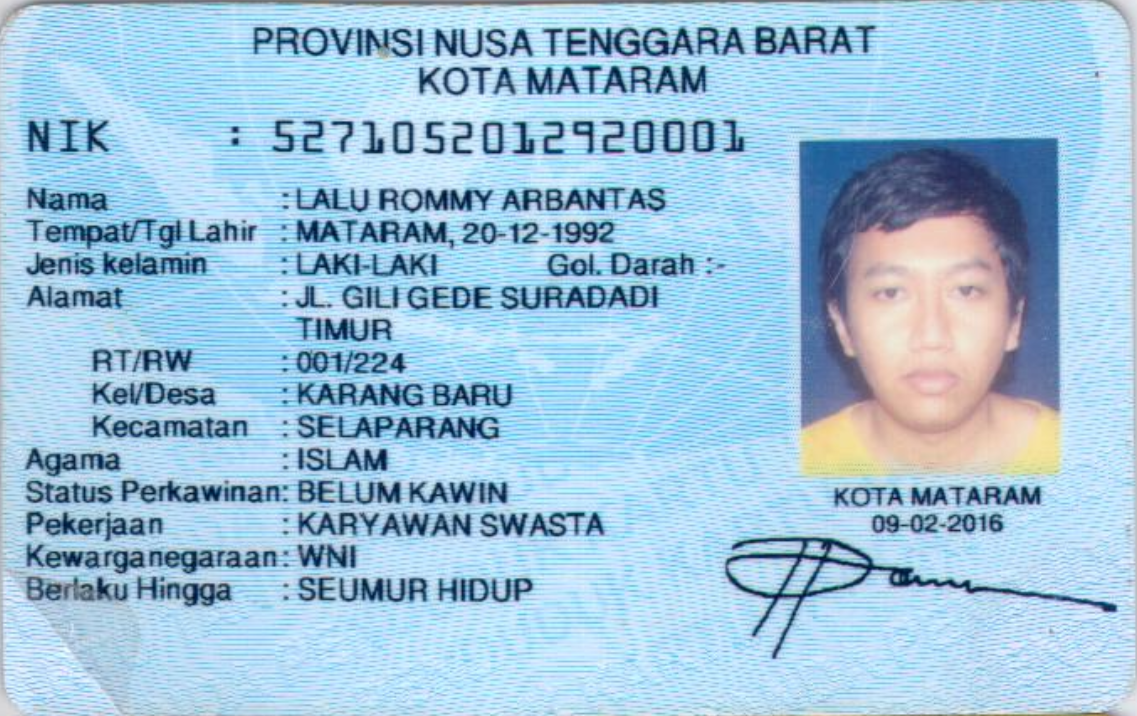 PROVINSI NUSA TENGGARA BARAT
KOTA MATARAM
NIK : 5271052012920001
Nama : LALU ROMMY ARBANTAS
Tempat/Tgl Lahir : MATARAM, 20-12-1992
Jenis kelamin : LAKI-LAKI Gol. Darah :-
Alamat : JL. GILI GEDE SURADADI
TIMUR
RT/RW : 001/224
Kel/Desa : KARANG BARU
Kecamatan : SELAPARANG
Agama : ISLAM
Status Perkawinan: BELUM KAWIN
Pekerjaan : KARYAWAN SWASTA
Kewarganegaraan: WNI
Berlaku Hingga : SEUMUR HIDUP
KOTA MATARAM
09-02-2016